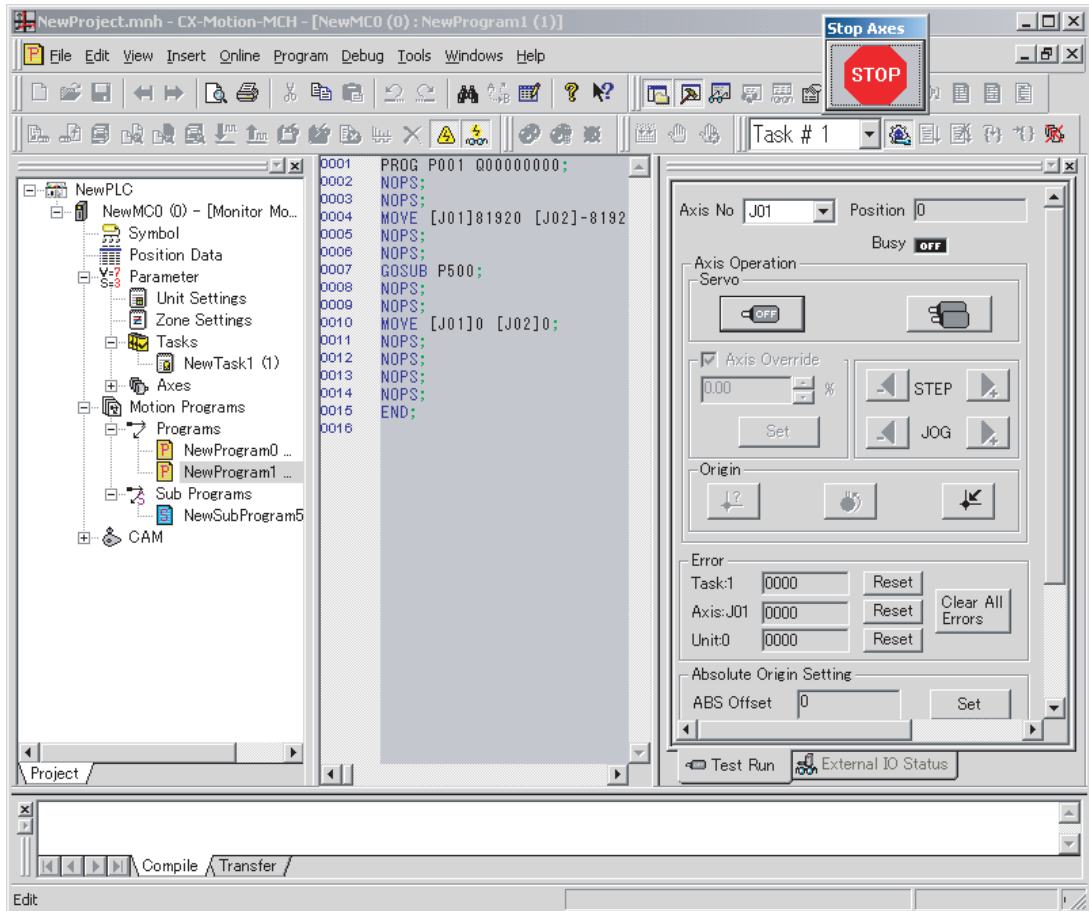 NewProject.mnh - CX-Motion-MCH - [NewMC0 (0) : NewProgram1 (1)]
Stop Axes
File Edit View Insert Online Program Debug Tools Windows Help
STOP
Task # 1
NewPLC
NewMC0 (0) - [Monitor Mo...
Symbol
Position Data
Parameter
Unit Settings
Zone Settings
Tasks
NewTask1 (1)
Axes
Motion Programs
Programs
NewProgram0 ...
NewProgram1 ...
Sub Programs
NewSubProgram5
CAM
Project
0001 PROG P001 Q00000000;
0002 NOPS;
0003 NOPS;
0004 MOVE [J01]81920 [J02]-8192
0005 NOPS;
0006 NOPS;
0007 GOSUB P500;
0008 NOPS;
0009 NOPS;
0010 MOVE [J01]0 [J02]0;
0011 NOPS;
0012 NOPS;
0013 NOPS;
0014 NOPS;
0015 END;
0016
Axis No J01 Position 0
Busy OFF
Axis Operation
Servo
OFF
Axis Override
0.00 %
Set
STEP
JOG
Origin
Error
Task:1 0000 Reset
Axis:J01 0000 Reset
Unit:0 0000 Reset
Clear All
Errors
Absolute Origin Setting
ABS Offset 0 Set
Test Run External IO Status
Compile Transfer
Edit